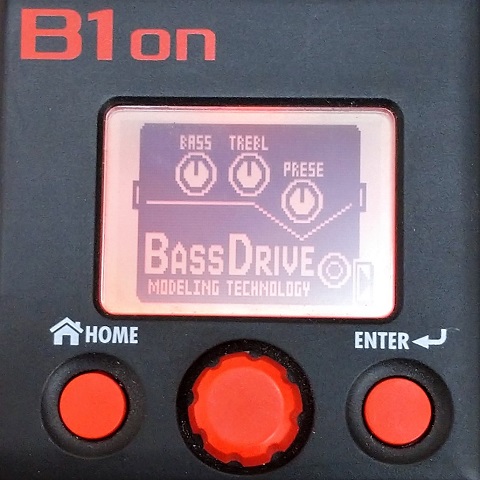 B1on
BASS TREBL
PRESE
BASSDRIVE
MODELING TECHNOLOGY
HOME
ENTER